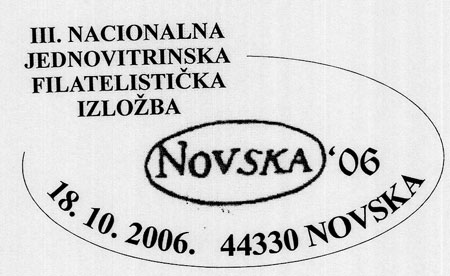 III. NACIONALNA
JEDNOVITRINSKA
FILATELISTIČKA
IZLOŽBA
NOVSKA '06
18. 10. 2006. 44330 NOVSKA